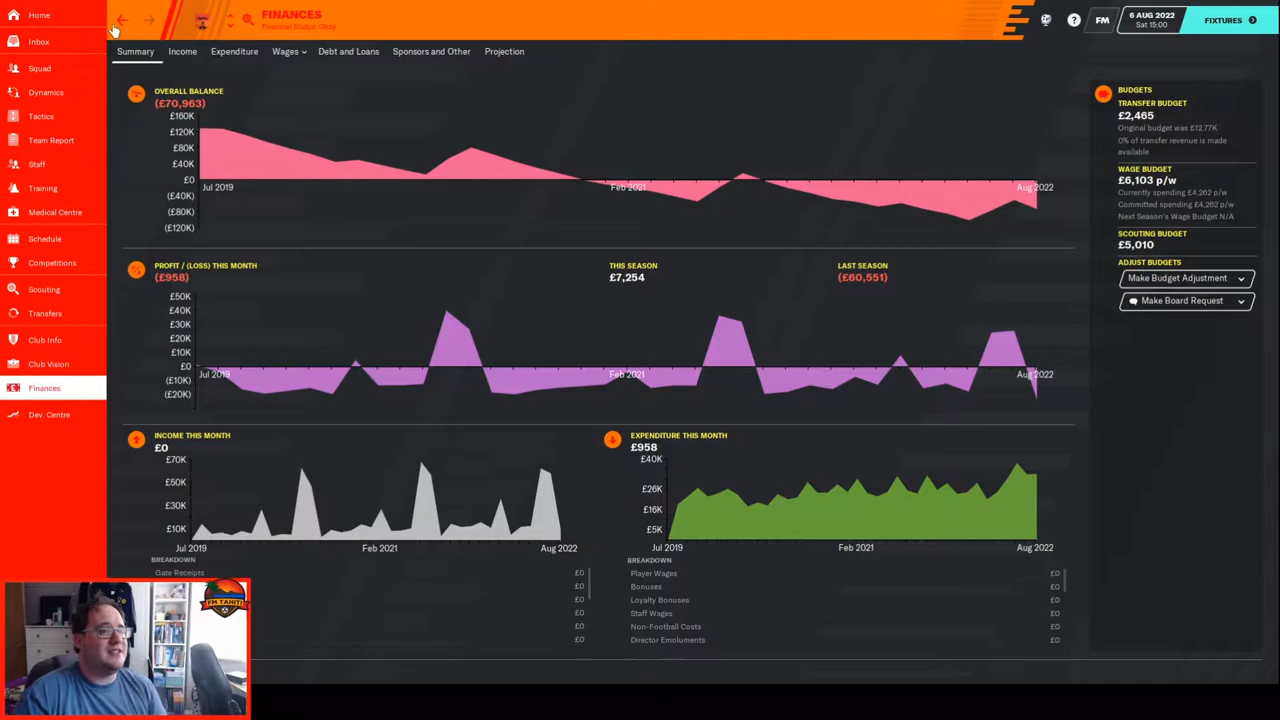 Home
Inbox
Squad
Dynamics
Tactics
Team Report
Staff
Training
Medical Centre
Schedule
Competitions
Scouting
Transfers
Club Info
Club Vision
Finances
Dev. Centre
FINANCES
Financial Status: Okay
?
FM
6 AUG 2022
Sat 15:00
FIXTURES
Summary
Income
Expenditure
Wages
Debt and Loans
Sponsors and Other
Projection
OVERALL BALANCE
(£70,963)
£160K
£120K
£80K
£40K
£0
(£40K)
(£80K)
(£120K)
Jul 2019
Feb 2021
Aug 2022
PROFIT / (LOSS) THIS MONTH
(£958)
THIS SEASON
£7,254
LAST SEASON
(£60,551)
£50K
£40K
£30K
£20K
£10K
£0
(£10K)
(£20K)
Jul 2019
Feb 2021
Aug 2022
INCOME THIS MONTH
£0
£70K
£50K
£30K
£10K
Jul 2019
Feb 2021
Aug 2022
BREAKDOWN
Gate Receipts £0
£0
£0
£0
£0
£0
EXPENDITURE THIS MONTH
£958
£40K
£26K
£16K
£5K
Jul 2019
Feb 2021
Aug 2022
BREAKDOWN
Player Wages £0
Bonuses £0
Loyalty Bonuses £0
Staff Wages £0
Non-Football Costs £0
Director Emoluments £0
BUDGETS
TRANSFER BUDGET
£2,465
Original budget was £12.77K
0% of transfer revenue is made
available
WAGE BUDGET
£6,103 p/w
Currently spending £4,262 p/w
Committed spending £4,262 p/w
Next Season's Wage Budget N/A
SCOUTING BUDGET
£5,010
ADJUST BUDGETS
Make Budget Adjustment
Make Board Request
FM TAHITI